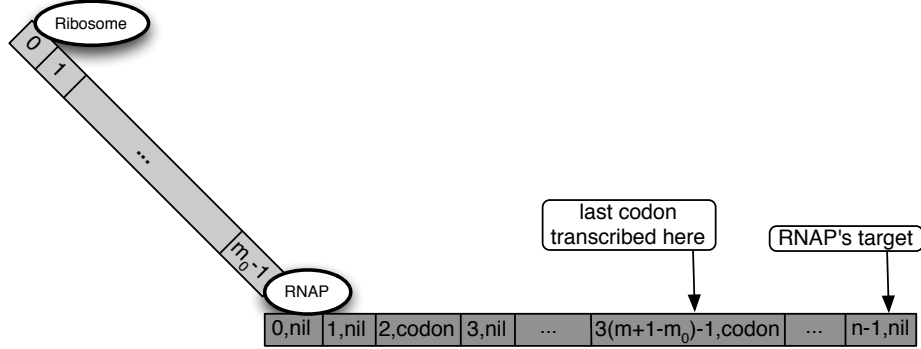 Ribosome
0
1
...
m₀-1
RNAP
last codon
transcribed here
RNAP's target
0,nil
1,nil
2,codon
3,nil
...
3(m+1-m₀)-1,codon
...
n-1,nil